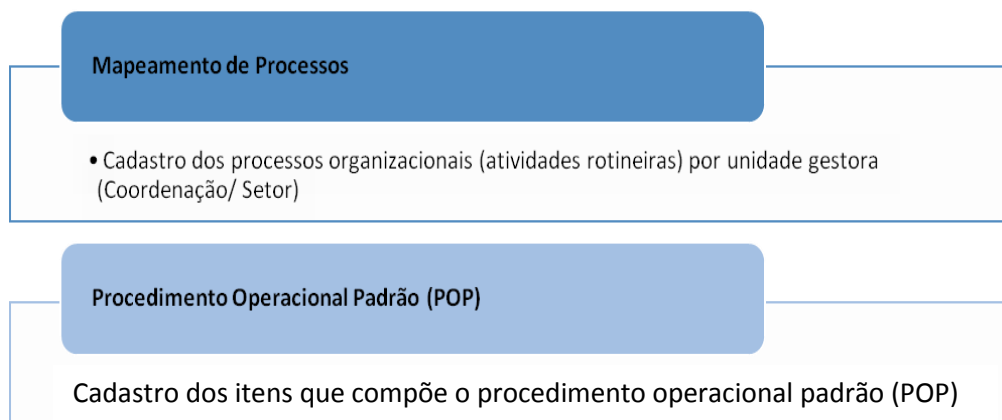 Mapeamento de Processos
• Cadastro dos processos organizacionais (atividades rotineiras) por unidade gestora
(Coordenação/ Setor)
Procedimento Operacional Padrão (POP)
Cadastro dos itens que compõe o procedimento operacional padrão (POP)